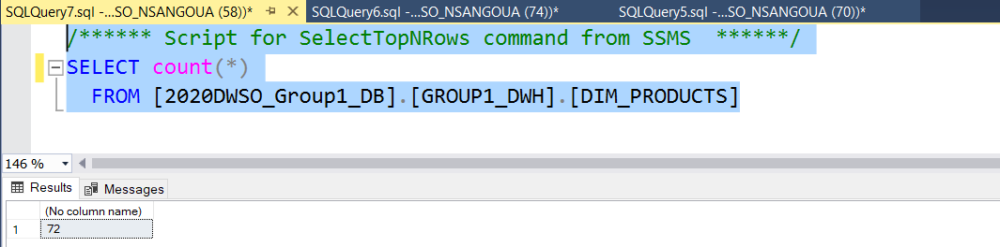 SQLQuery7.sql -...SO_NSANGOUA (58))* SQLQuery6.sql -...SO_NSANGOUA (74))* SQLQuery5.sql -...SO_NSANGOUA (70))*
/****** Script for SelectTopNRows command from SSMS ******/
SELECT count(*)
FROM [2020DWSO_Group1_DB].[GROUP1_DWH].[DIM_PRODUCTS]
146 %
Results Messages
(No column name)
1 72